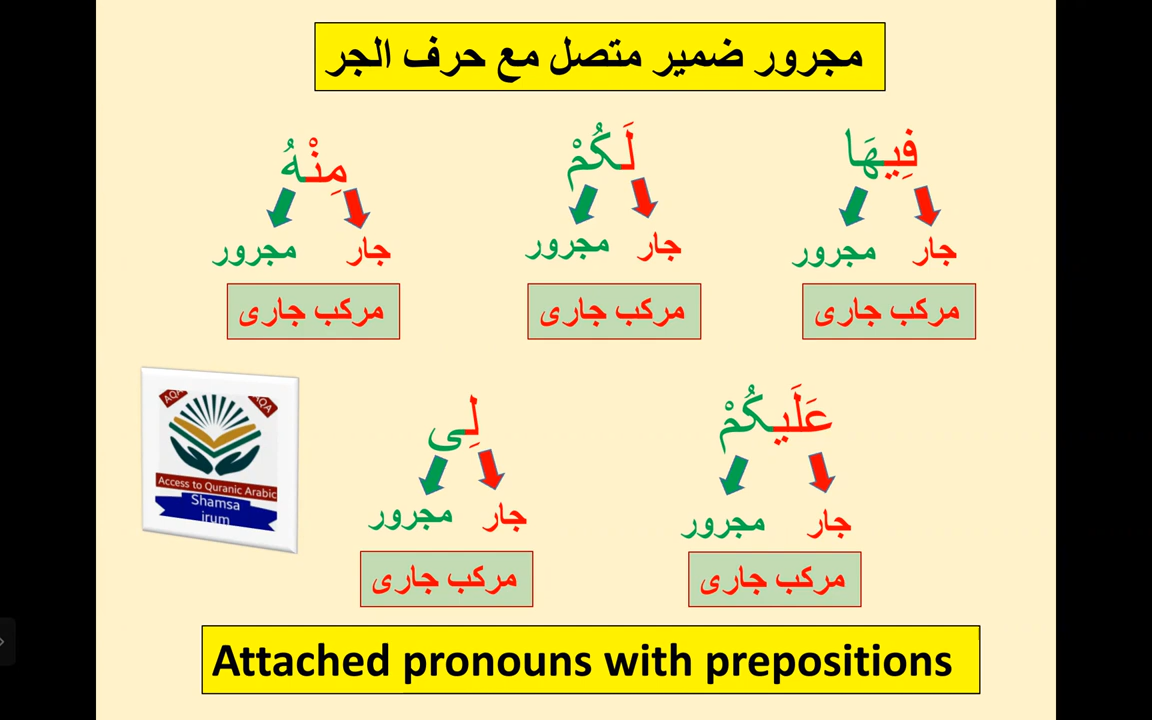 مجرور ضمیر متصل مع حرف الجر
فِيهَا لَكُمْ مِنْهُ
جار مجرور جار مجرور جار مجرور
مرکب جاری مرکب جاری مرکب جاری
عَلَيكُمْ لِی
جار مجرور جار مجرور
مرکب جاری مرکب جاری
AQA AQA
Access to Quranic Arabic
Shamsa
irum
Attached pronouns with prepositions